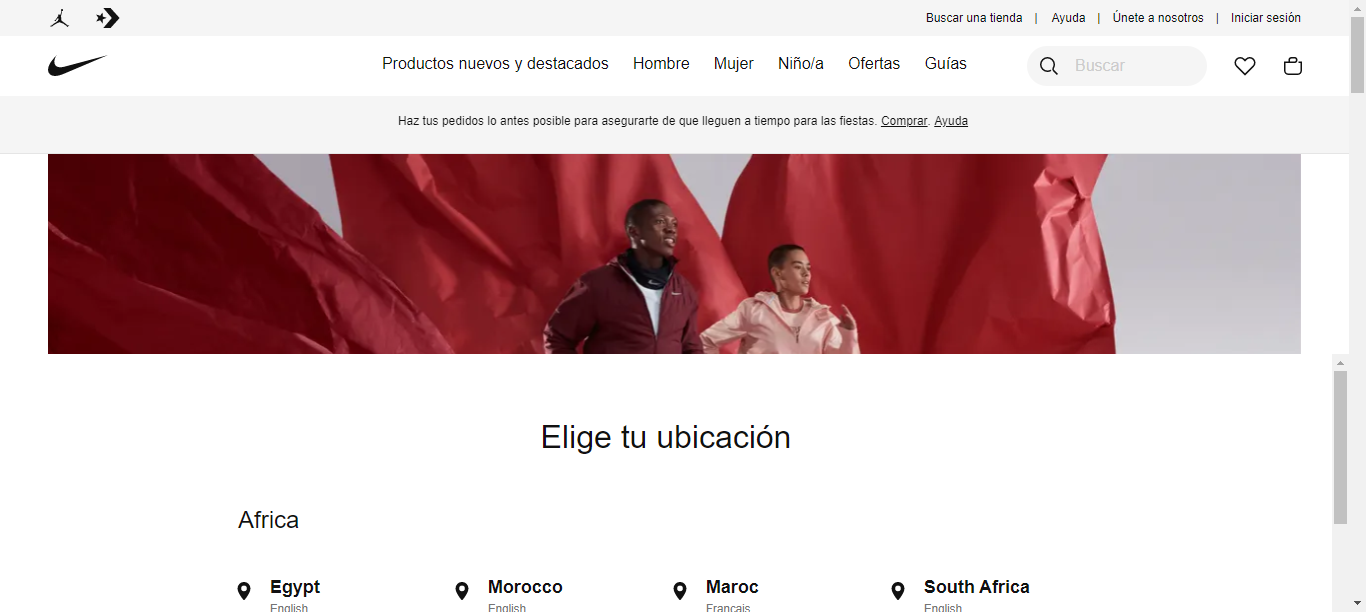 Buscar una tienda | Ayuda | Únete a nosotros | Iniciar sesión
Productos nuevos y destacados Hombre Mujer Niño/a Ofertas Guías Buscar
Haz tus pedidos lo antes posible para asegurarte de que lleguen a tiempo para las fiestas. Comprar. Ayuda
Elige tu ubicación
Africa
Egypt Morocco Maroc South Africa
English English Français English